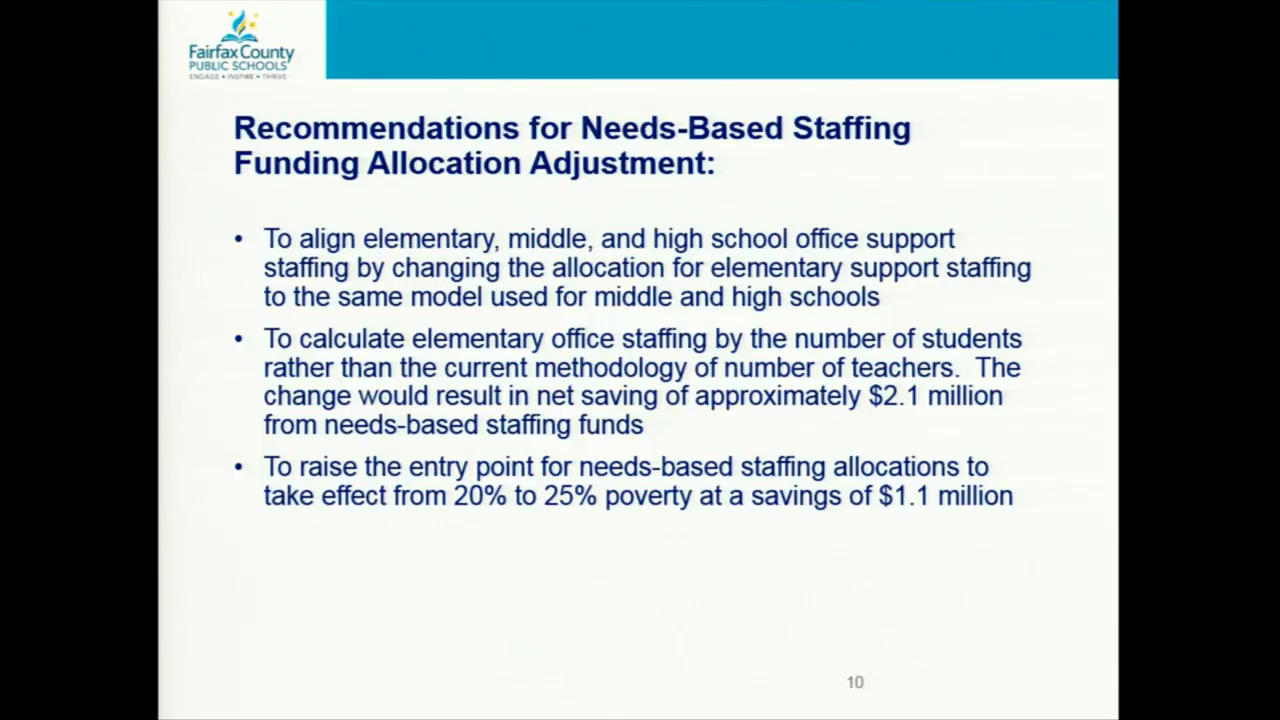 Fairfax County
PUBLIC SCHOOLS
ENGAGE • INSPIRE • THRIVE
Recommendations for Needs-Based Staffing
Funding Allocation Adjustment:
• To align elementary, middle, and high school office support
staffing by changing the allocation for elementary support staffing
to the same model used for middle and high schools
• To calculate elementary office staffing by the number of students
rather than the current methodology of number of teachers. The
change would result in net saving of approximately $2.1 million
from needs-based staffing funds
• To raise the entry point for needs-based staffing allocations to
take effect from 20% to 25% poverty at a savings of $1.1 million
10